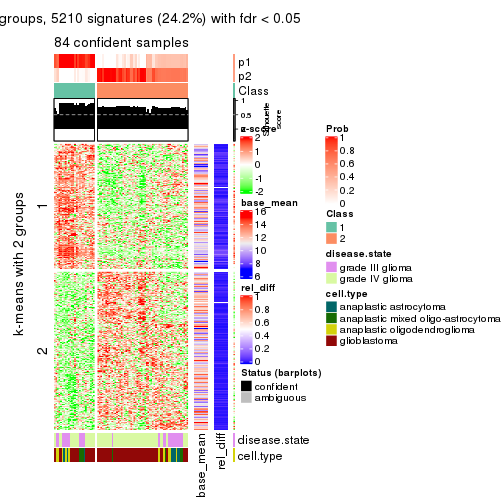 groups, 5210 signatures (24.2%) with fdr < 0.05
84 confident samples
p1
p2
Class
1
0.5
0
Silhouette
score
k-means with 2 groups
1
2
base_mean
rel_diff
disease.state
cell.type
z-score
2
1
0
-1
-2
base_mean
16
14
12
10
8
6
rel_diff
1
0.8
0.6
0.4
0.2
0
Status (barplots)
confident
ambiguous
Prob
1
0.8
0.6
0.4
0.2
0
Class
1
2
disease.state
grade III glioma
grade IV glioma
cell.type
anaplastic astrocytoma
anaplastic mixed oligo-astrocytoma
anaplastic oligodendroglioma
glioblastoma